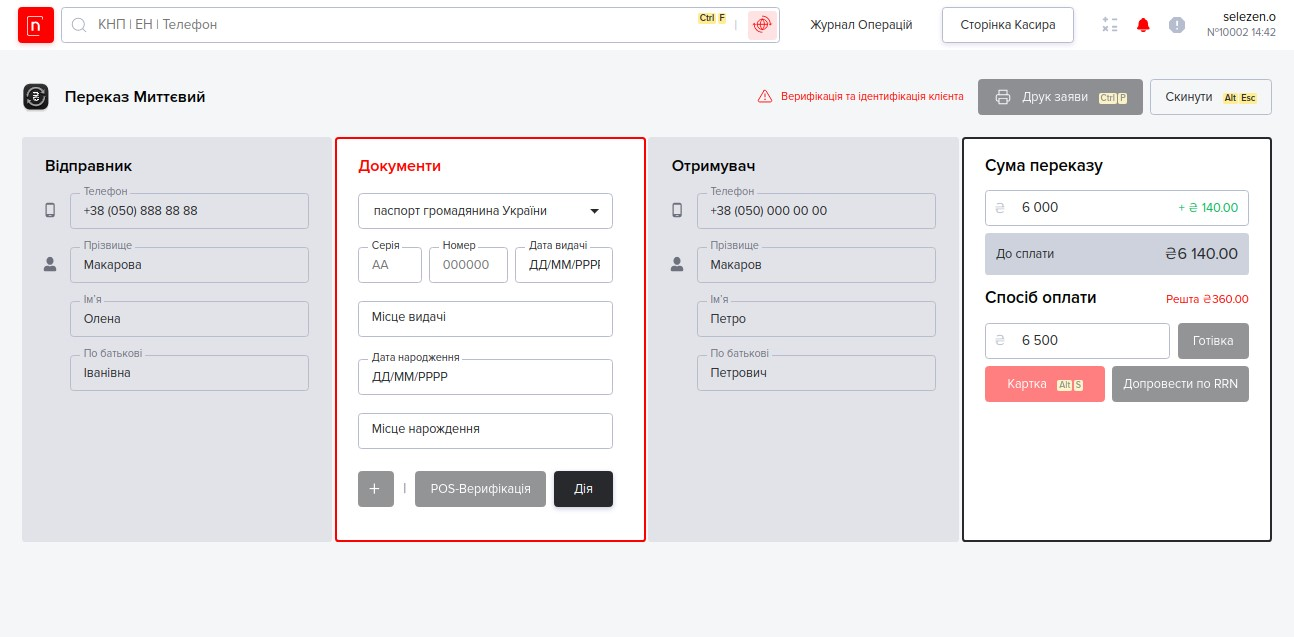 n
КНП | ЕН | Телефон
Ctrl F
Журнал Операцій
Сторінка Касира
selezen.o
№10002 14:42
Переказ Миттєвий
Верифікація та ідентифікація клієнта
Друк заяви Ctrl P
Скинути Alt Esc
Відправник
Телефон
+38 (050) 888 88 88
Прізвище
Макарова
Ім'я
Олена
По батькові
Іванівна
Документи
паспорт громадянина України
Серія
АА
Номер
000000
Дата видачі
ДД/ММ/РРРР
Місце видачі
Дата народження
ДД/ММ/РРРР
Місце нарождення
+ | POS-Верифікація
Дія
Отримувач
Телефон
+38 (050) 000 00 00
Прізвище
Макаров
Ім'я
Петро
По батькові
Петрович
Сума переказу
₴ 6 000 + ₴ 140.00
До сплати ₴6 140.00
Спосіб оплати Решта ₴360.00
₴ 6 500
Готівка
Картка Alt S
Допровести по RRN